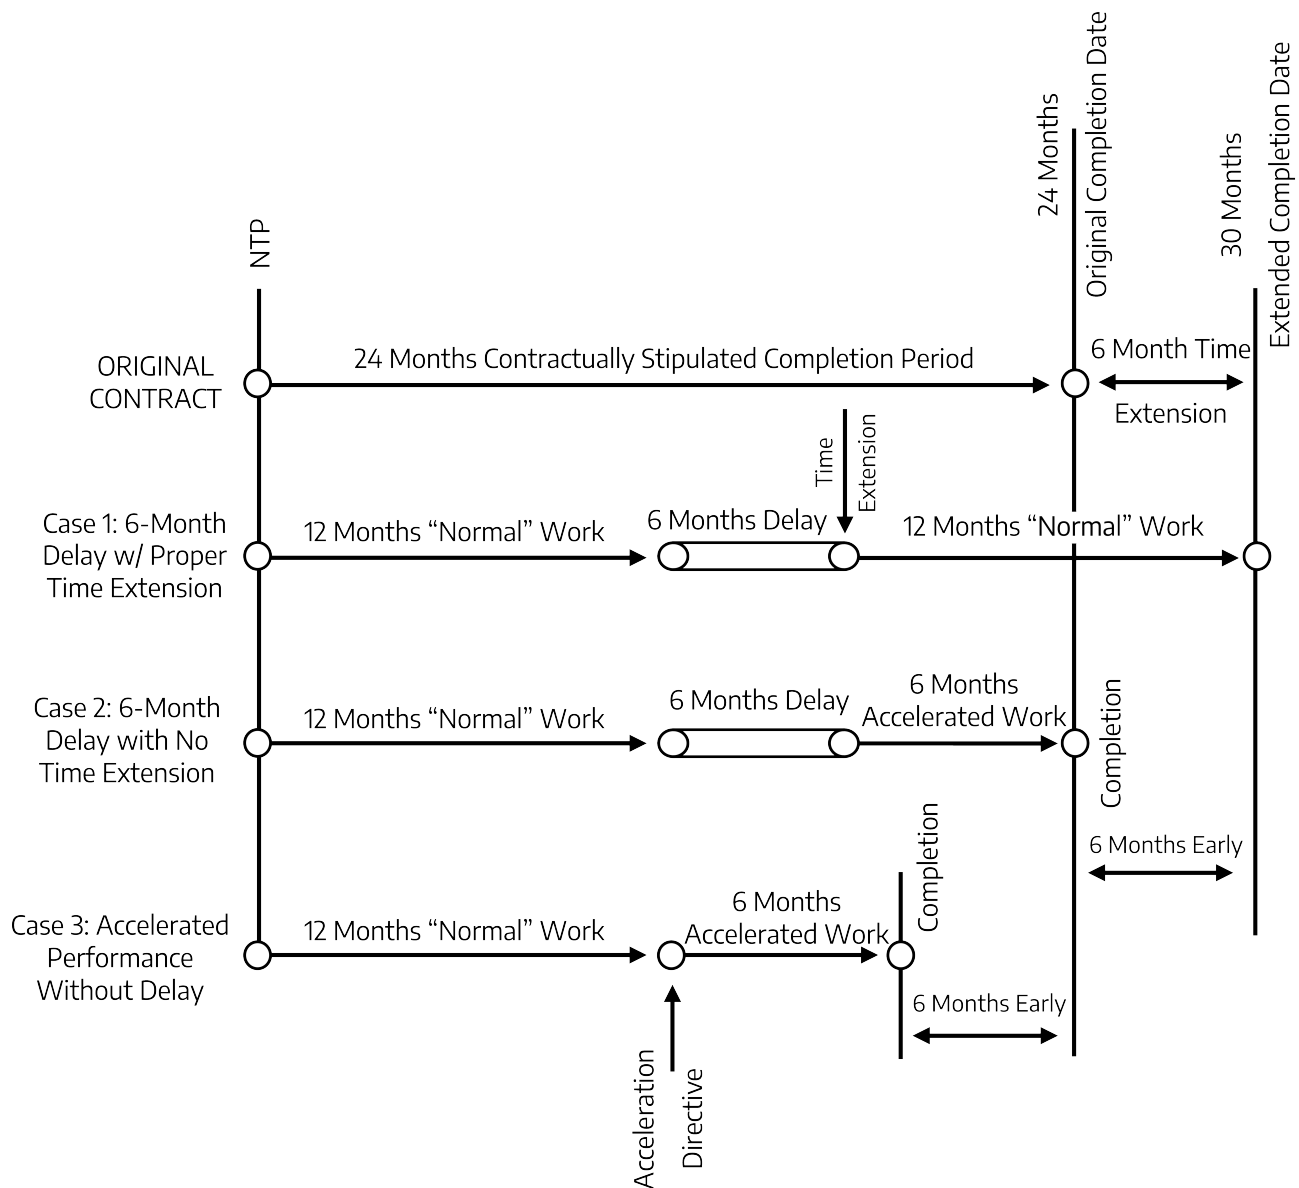 24 Months
Original Completion Date
30 Months
Extended Completion Date
NTP
ORIGINAL
CONTRACT
24 Months Contractually Stipulated Completion Period
6 Month Time
Extension
Time
Extension
Case 1: 6-Month
Delay w/ Proper
Time Extension
12 Months “Normal” Work
6 Months Delay
12 Months “Normal” Work
Case 2: 6-Month
Delay with No
Time Extension
12 Months “Normal” Work
6 Months Delay
6 Months
Accelerated Work
Completion
6 Months Early
Case 3: Accelerated
Performance
Without Delay
12 Months “Normal” Work
6 Months
Accelerated Work
Completion
6 Months Early
Acceleration
Directive